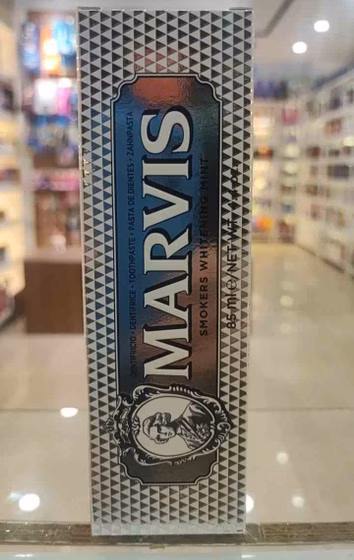 DENTIFRICIO • DENTIFRICE • TOOTHPASTE • PASTA DE DIENTES • ZAHNPASTA
MARVIS
SMOKERS WHITENING MINT
85 ml ℮ NET WT.